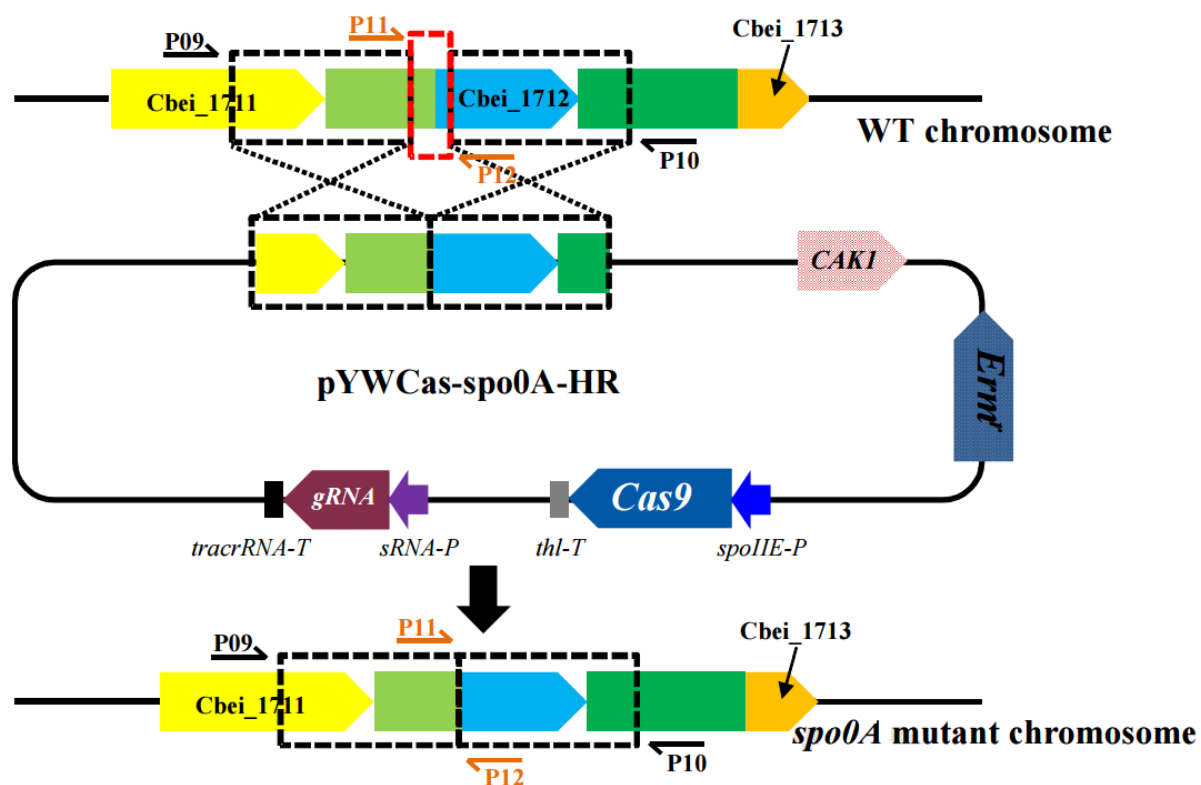 P09
P11
Cbei_1713
Cbei_1711
Cbei_1712
WT chromosome
P12
P10
CAK1
Ermʳ
pYWCas-spo0A-HR
gRNA
Cas9
tracrRNA-T
sRNA-P
thl-T
spoIIE-P
P09
P11
Cbei_1713
Cbei_1711
spo0A mutant chromosome
P12
P10